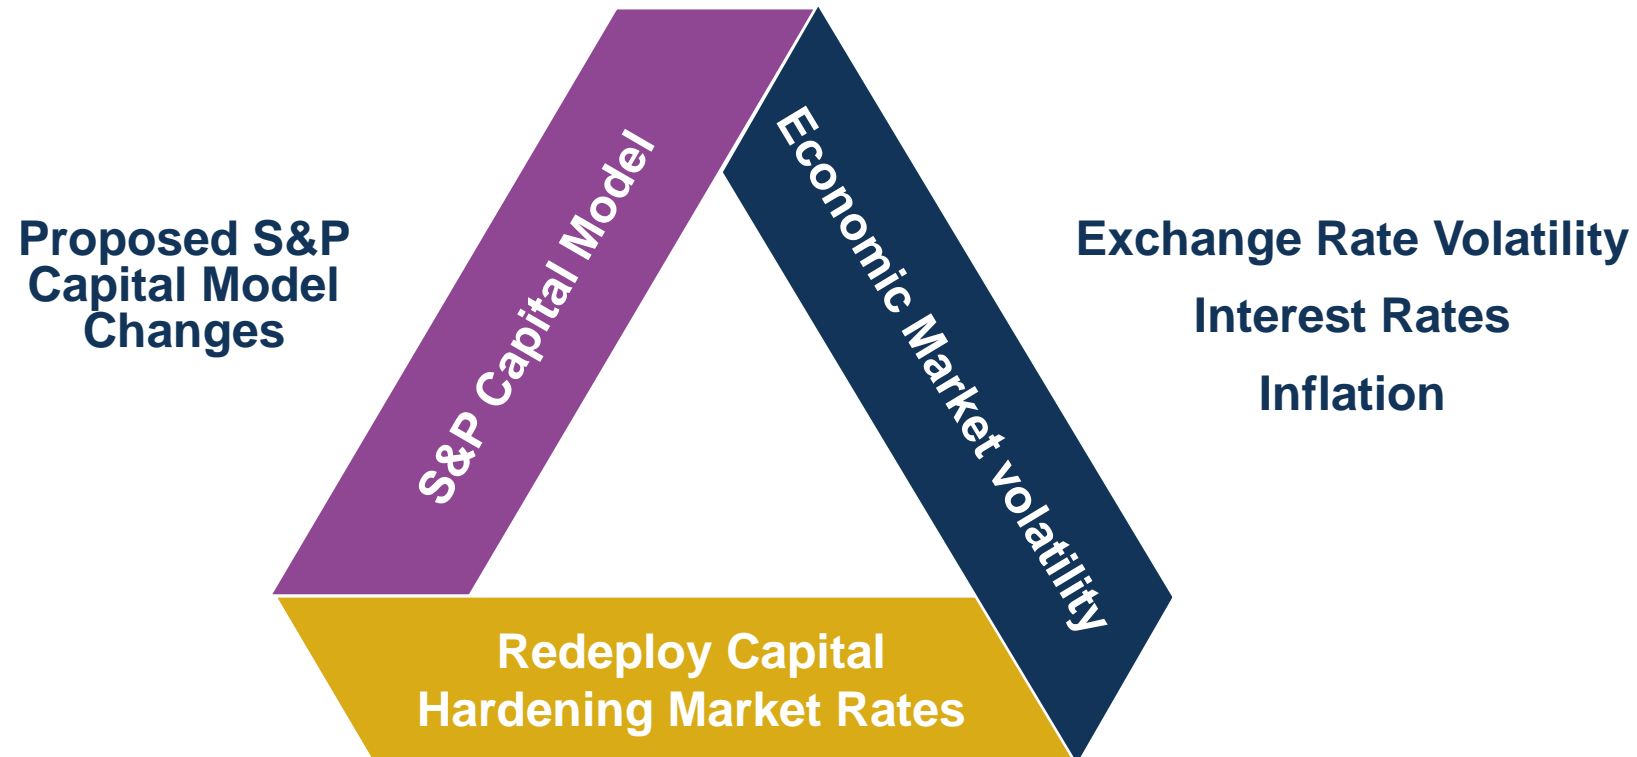 Proposed S&P
Capital Model
Changes
S&P Capital Model
Economic Market volatility
Exchange Rate Volatility
Interest Rates
Inflation
Redeploy Capital
Hardening Market Rates